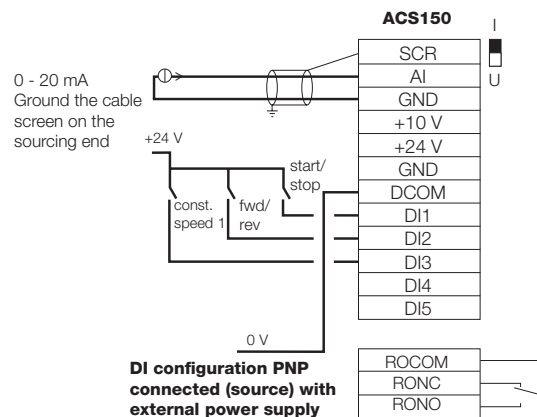 ACS150
I
SCR
0 - 20 mA
Ground the cable
screen on the
sourcing end
AI
U
GND
+10 V
+24 V
+24 V
GND
start/
stop
DCOM
const.
speed 1
fwd/
rev
DI1
DI2
DI3
DI4
DI5
0 V
DI configuration PNP
connected (source) with
external power supply
ROCOM
RONC
RONO